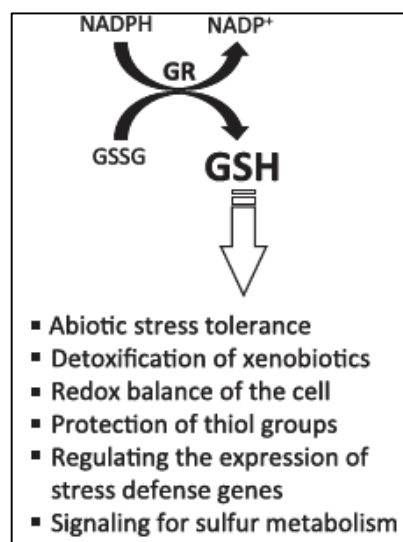 NADPH NADP⁺
GR
GSSG
GSH
▪ Abiotic stress tolerance
▪ Detoxification of xenobiotics
▪ Redox balance of the cell
▪ Protection of thiol groups
▪ Regulating the expression of
stress defense genes
▪ Signaling for sulfur metabolism